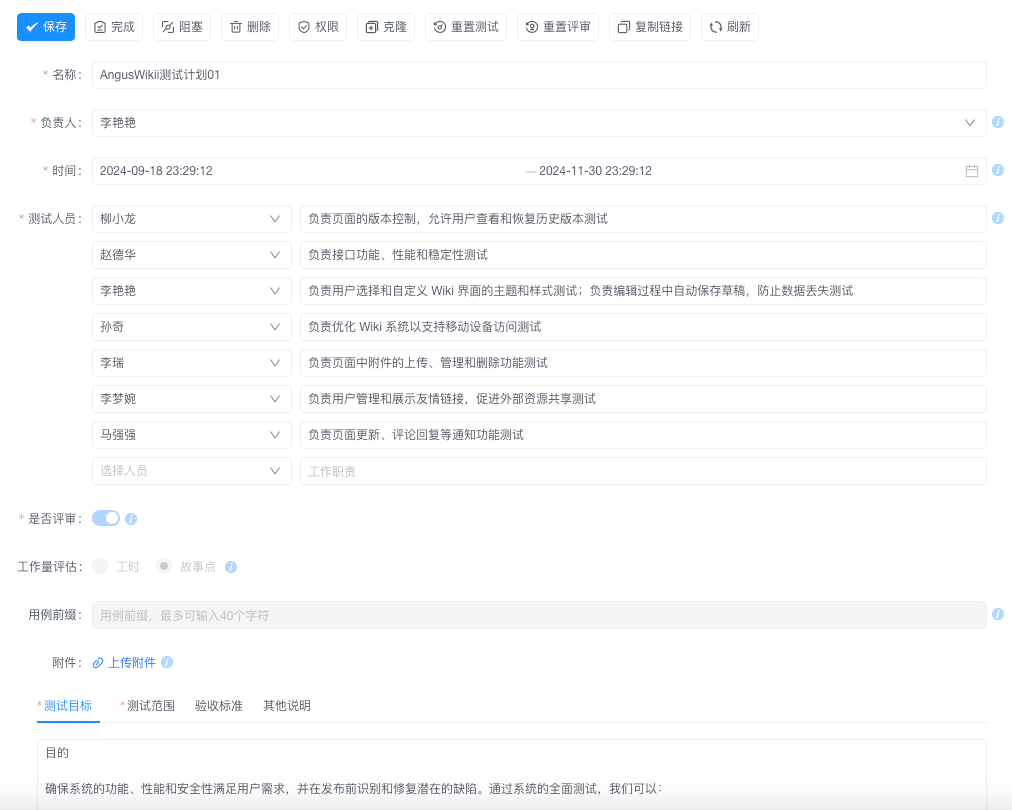 保存 完成 阻塞 删除 权限 克隆 重置测试 重置评审 复制链接 刷新
* 名称： AngusWikii测试计划01
* 负责人： 李艳艳
* 时间： 2024-09-18 23:29:12 — 2024-11-30 23:29:12
* 测试人员： 柳小龙 负责页面的版本控制，允许用户查看和恢复历史版本测试
赵德华 负责接口功能、性能和稳定性测试
李艳艳 负责用户选择和自定义 Wiki 界面的主题和样式测试；负责编辑过程中自动保存草稿，防止数据丢失测试
孙奇 负责优化 Wiki 系统以支持移动设备访问测试
李瑞 负责页面中附件的上传、管理和删除功能测试
李梦婉 负责用户管理和展示友情链接，促进外部资源共享测试
马强强 负责页面更新、评论回复等通知功能测试
选择人员 工作职责
* 是否评审：
工作量评估： 工时 故事点
用例前缀： 用例前缀，最多可输入40个字符
附件： 上传附件
* 测试目标 * 测试范围 验收标准 其他说明
目的
确保系统的功能、性能和安全性满足用户需求，并在发布前识别和修复潜在的缺陷。通过系统的全面测试，我们可以：